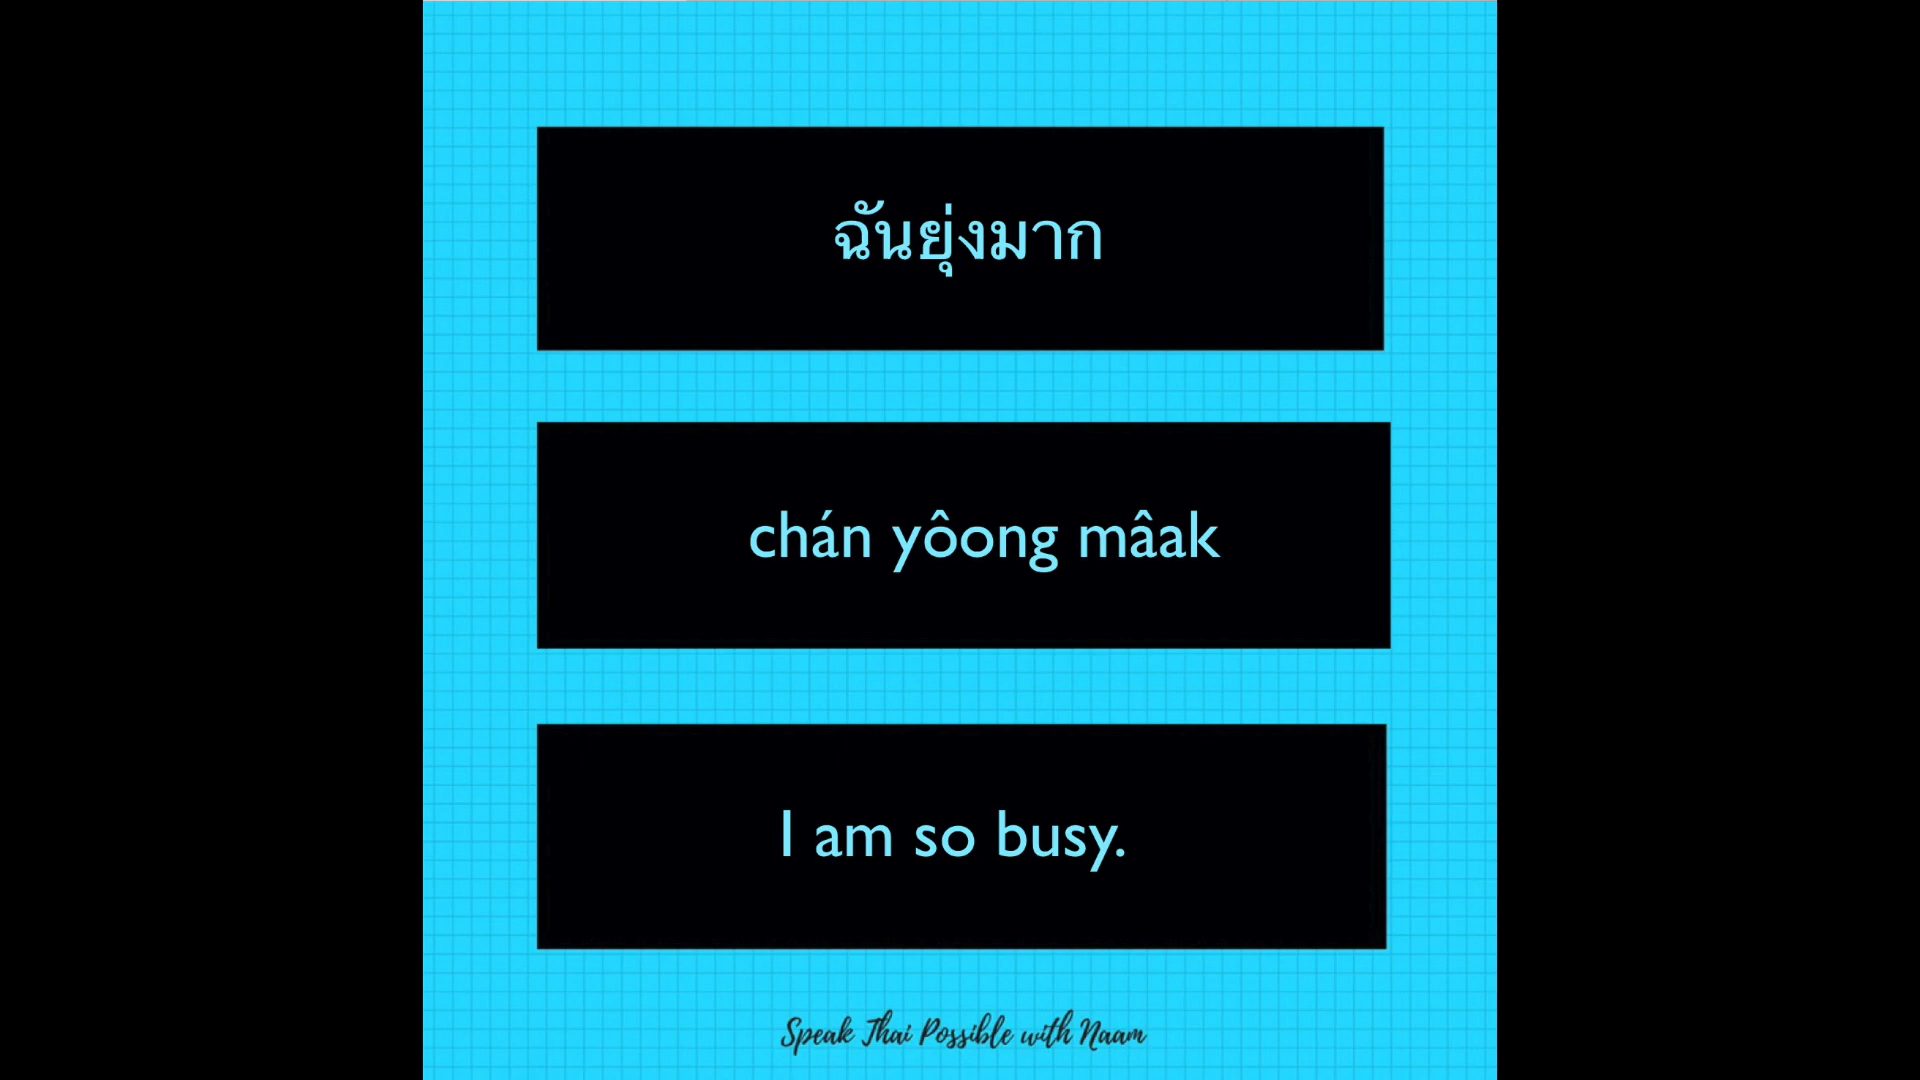 ฉันยุ่งมาก
chán yôong mâak
I am so busy.
Speak Thai Possible with Naam